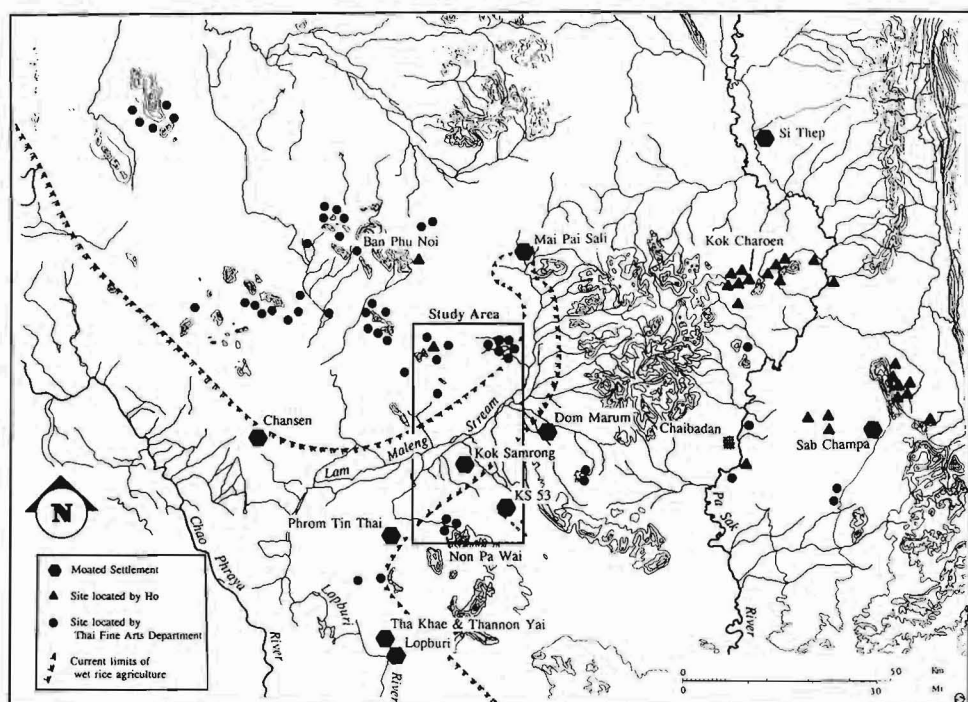 Si Thep
Ban Phu Noi
Mai Pai Sali
Kok Charoen
Study Area
Chansen
Lam Maleng Stream
Dom Marum
Chaibadan
Sab Champa
Kok Samrong
KS 53
N
Phrom Tin Thai
Non Pa Wai
Chao Phraya River
Pa Sak River
Lopburi River
Tha Khae & Thannon Yai
Lopburi
Moated Settlement
Site located by Ho
Site located by
Thai Fine Arts Department
Current limits of
wet rice agriculture
0 50 Km
0 30 Mi